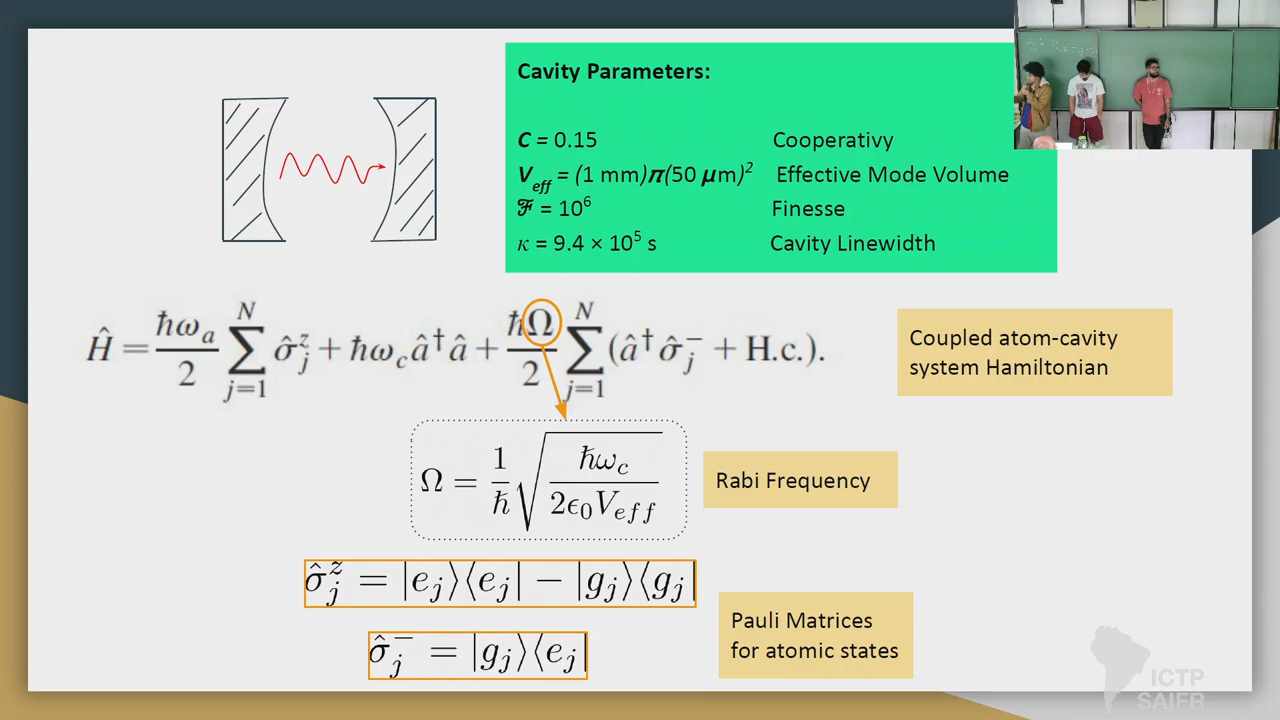 Cavity Parameters:
C = 0.15 Cooperativy
V_eff = (1 mm)π(50 μm)² Effective Mode Volume
ℱ = 10⁶ Finesse
κ = 9.4 × 10⁵ s Cavity Linewidth
Ĥ = ħω_a/2 ∑_{j=1}^{N} σ̂_j^z + ħω_c â†â + ħΩ/2 ∑_{j=1}^{N} (â†σ̂_j^- + H.c.).
Coupled atom-cavity
system Hamiltonian
Ω = 1/ħ √(ħω_c / 2ϵ₀V_eff)
Rabi Frequency
σ̂_j^z = |e_j⟩⟨e_j| − |g_j⟩⟨g_j|
σ̂_j^- = |g_j⟩⟨e_j|
Pauli Matrices
for atomic states
ICTP
SAIFR